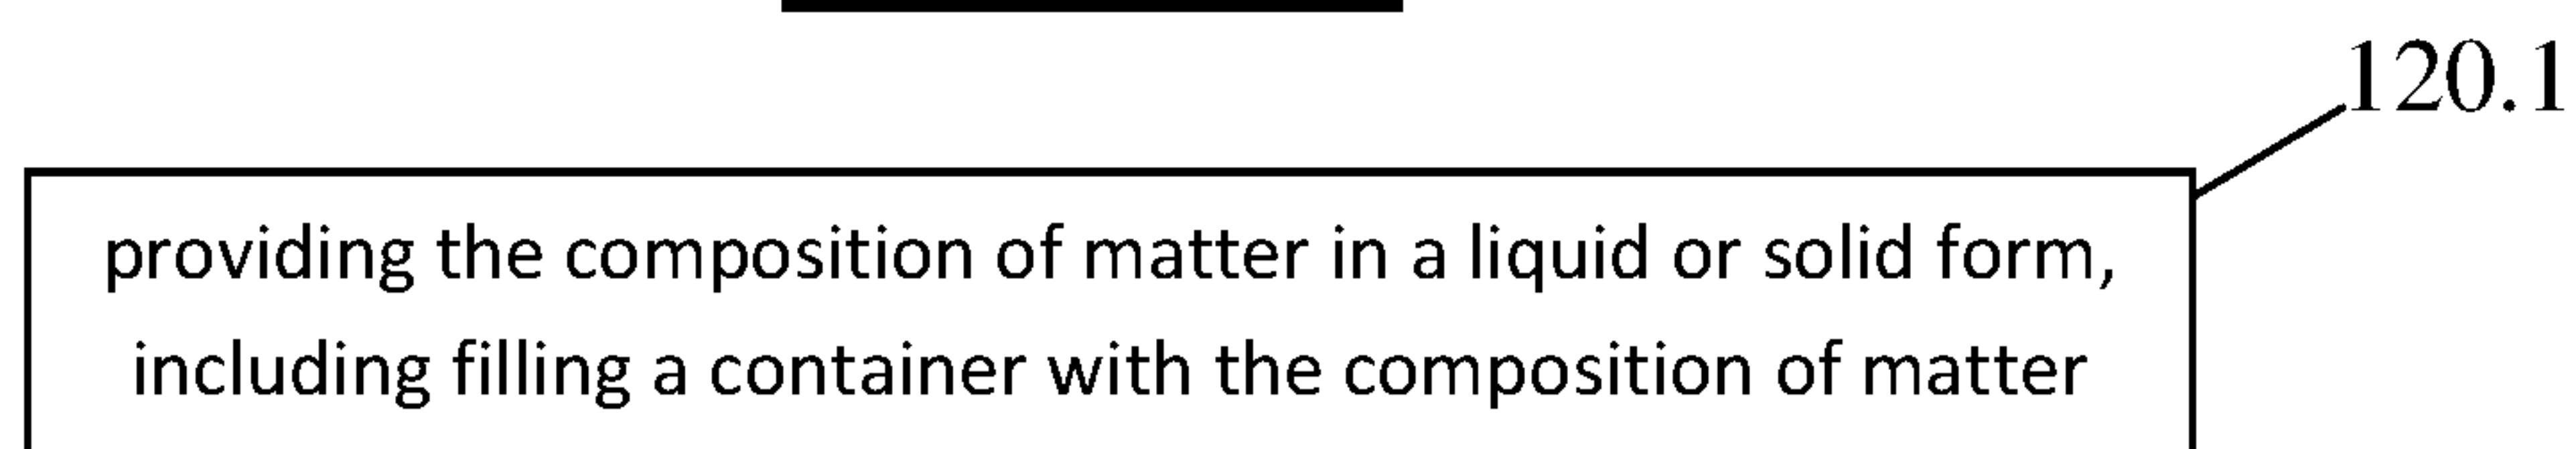 120.1
providing the composition of matter in a liquid or solid form,
including filling a container with the composition of matter